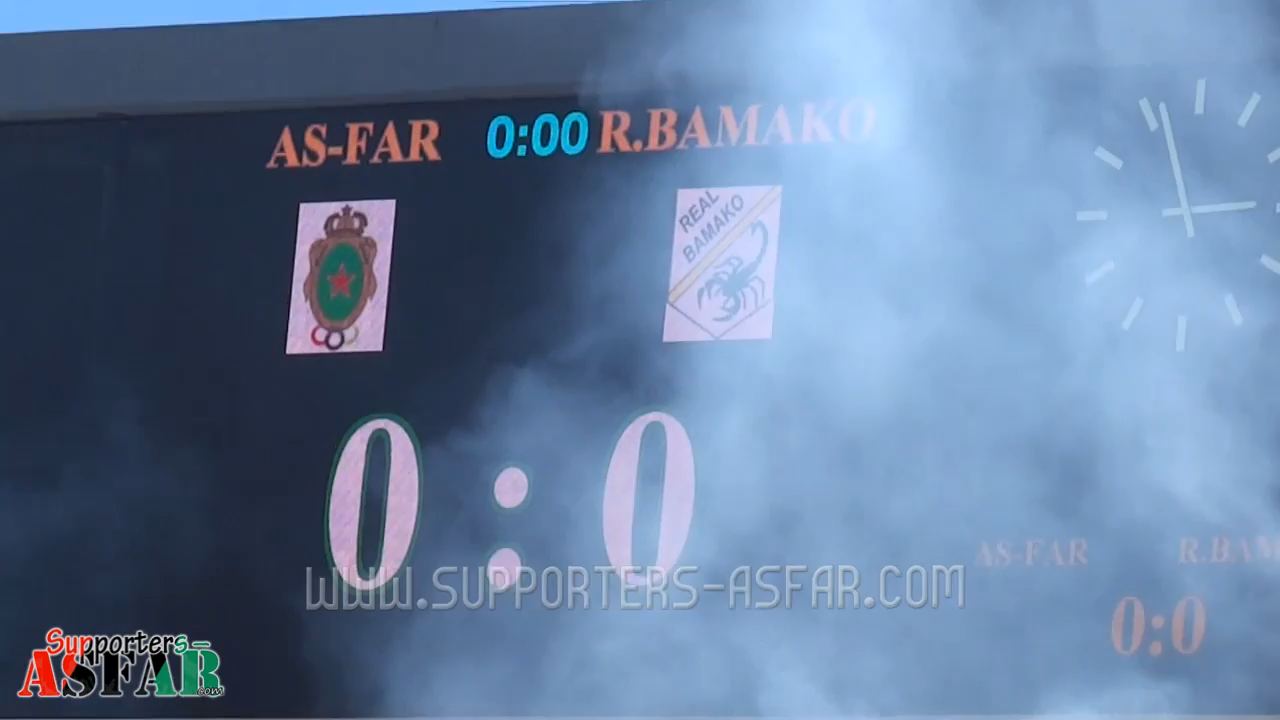 AS-FAR 0:00 R.BAMAKO
REAL
BAMAKO
0 : 0
AS-FAR
0:0
WWW.SUPPORTERS-ASFAR.COM
Supporters-
ASFAR
.com